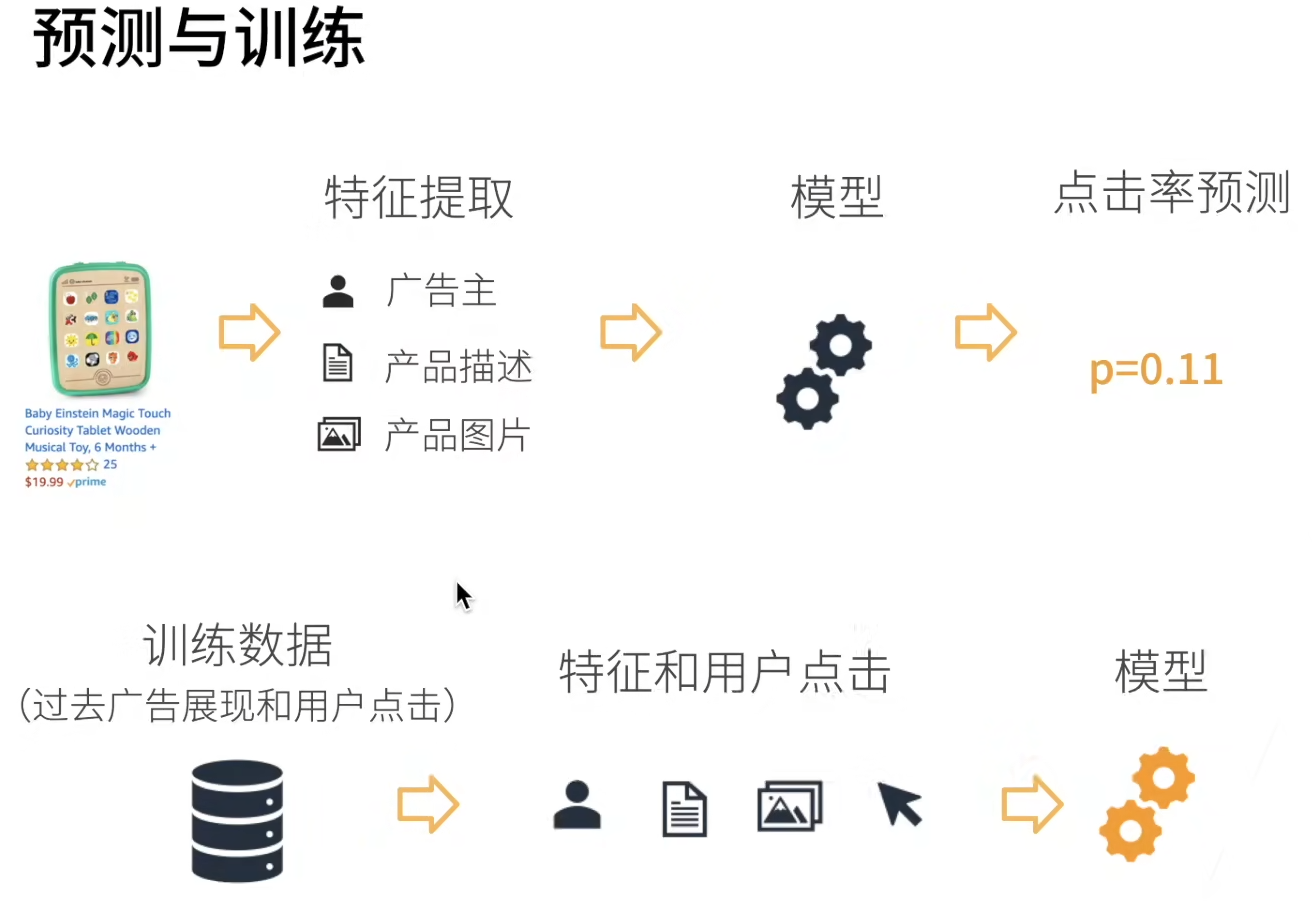 预测与训练
特征提取
模型
点击率预测
广告主
产品描述
产品图片
p=0.11
Baby Einstein Magic Touch
Curiosity Tablet Wooden
Musical Toy, 6 Months +
25
$19.99 prime
训练数据
（过去广告展现和用户点击）
特征和用户点击
模型